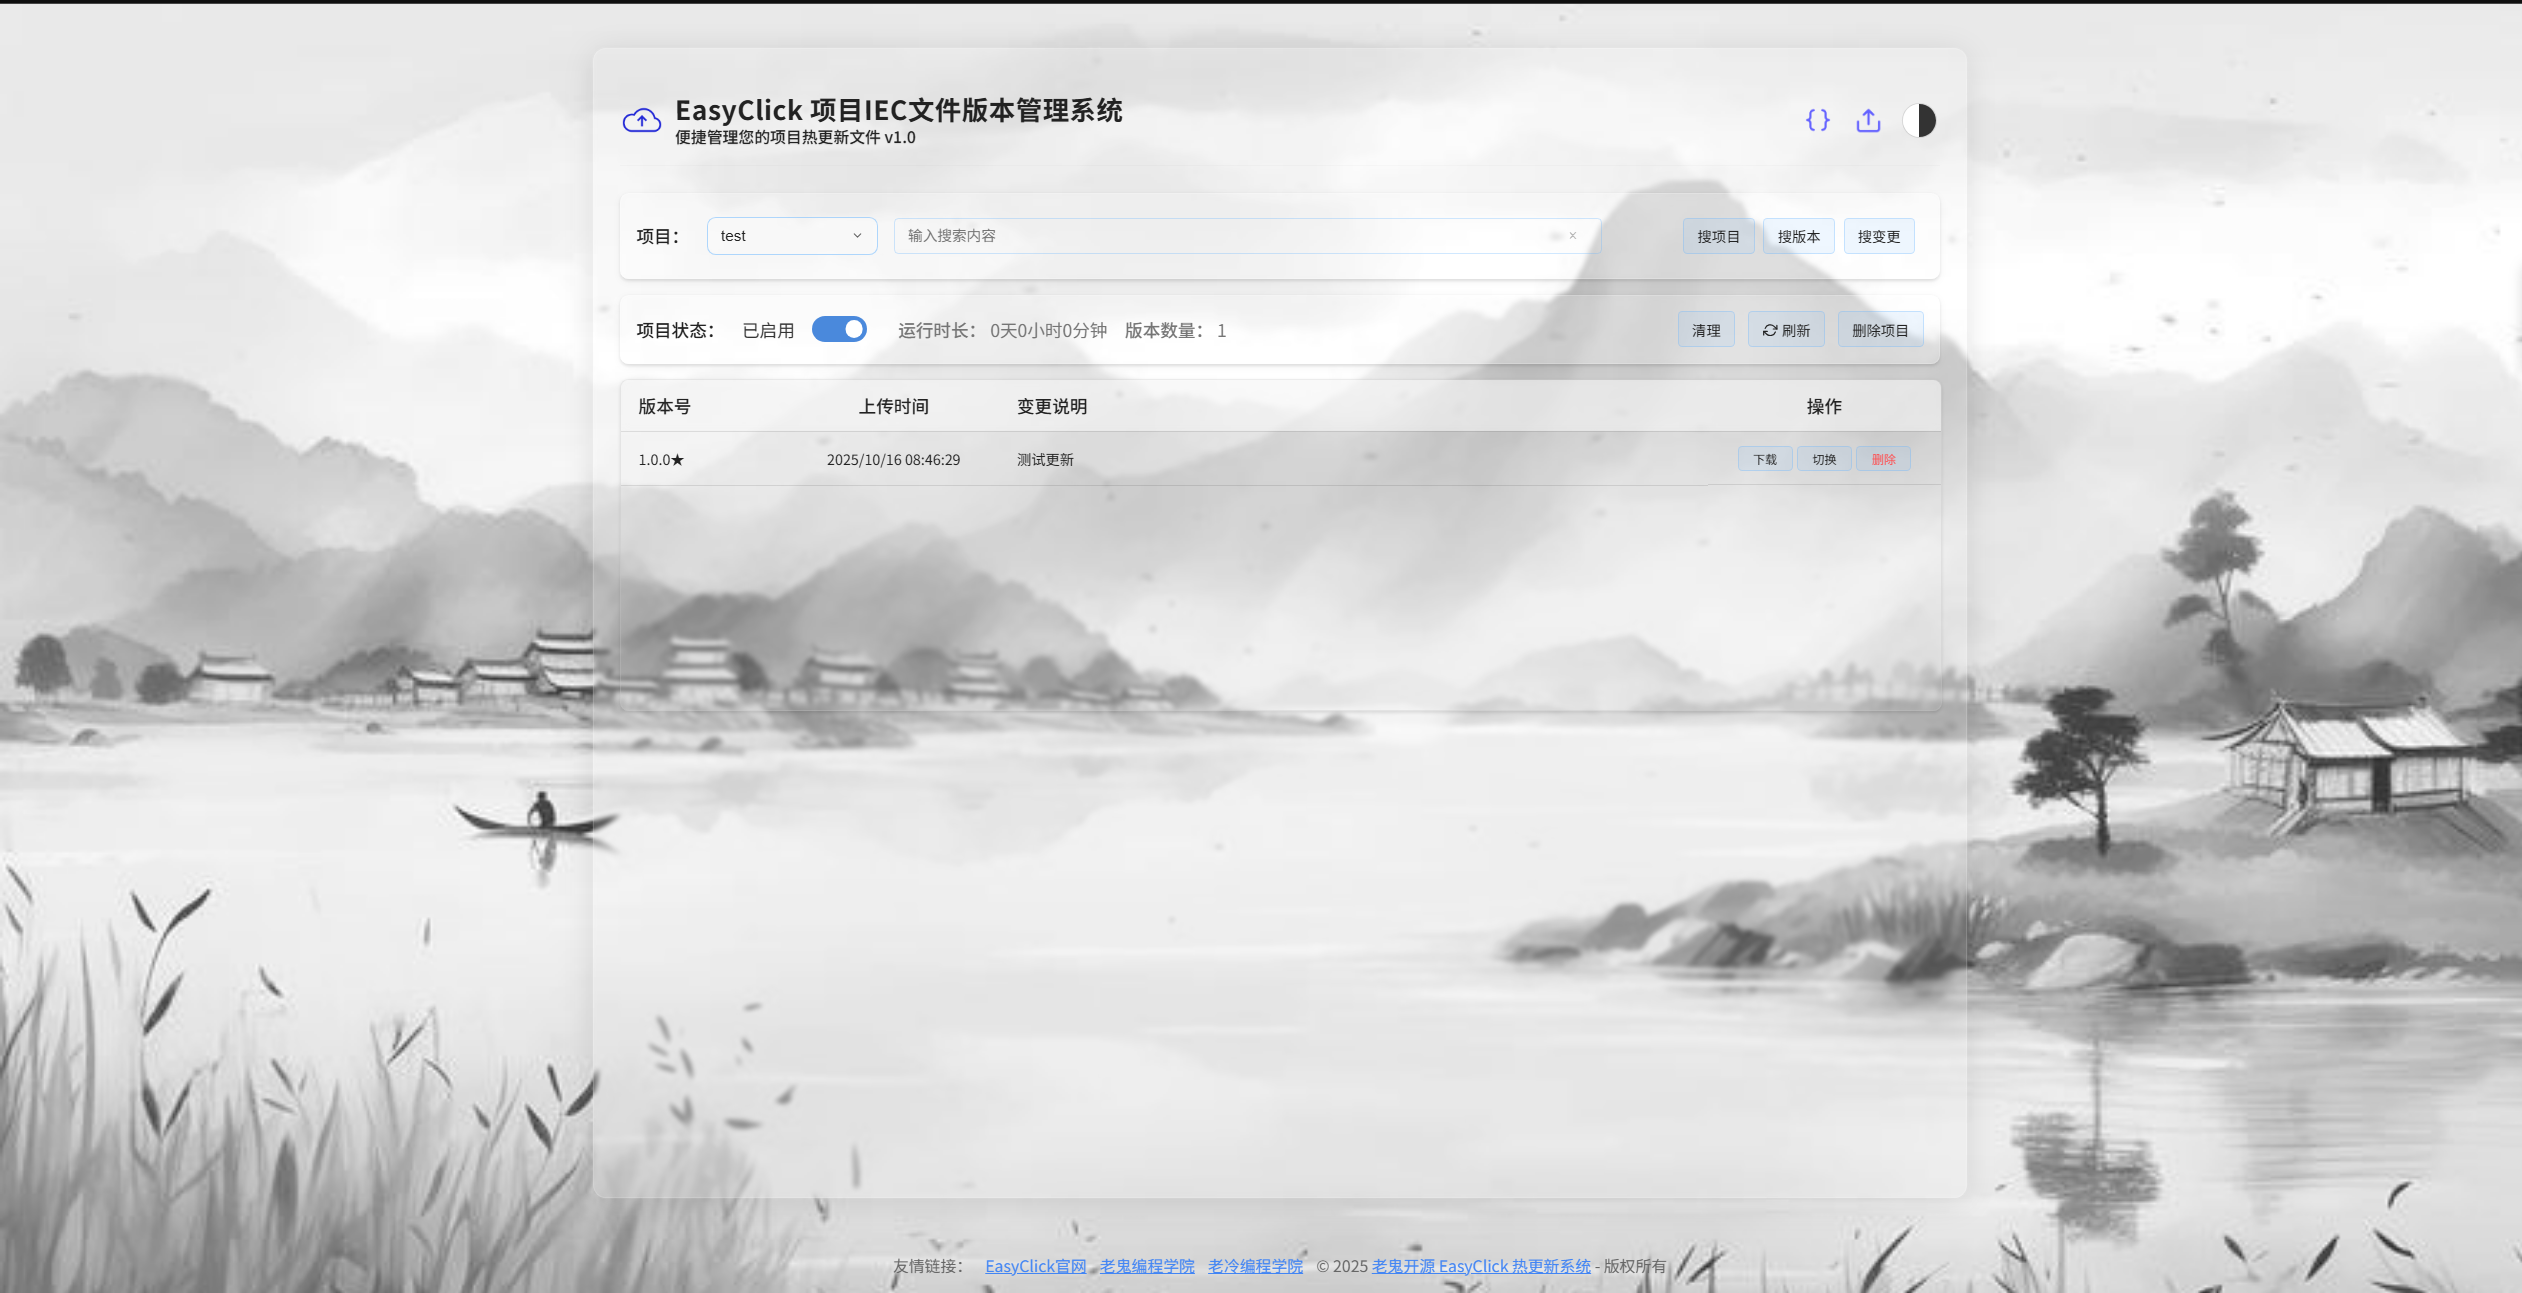 EasyClick 项目IEC文件版本管理系统
便捷管理您的项目热更新文件 v1.0
项目： test 输入搜索内容 × 搜项目 搜版本 搜变更
项目状态： 已启用 运行时长： 0天0小时0分钟 版本数量： 1 清理 刷新 删除项目
版本号 上传时间 变更说明 操作
1.0.0★ 2025/10/16 08:46:29 测试更新 下载 切换 删除
友情链接： EasyClick官网 老鬼编程学院 老冷编程学院 © 2025 老鬼开源 EasyClick 热更新系统 - 版权所有